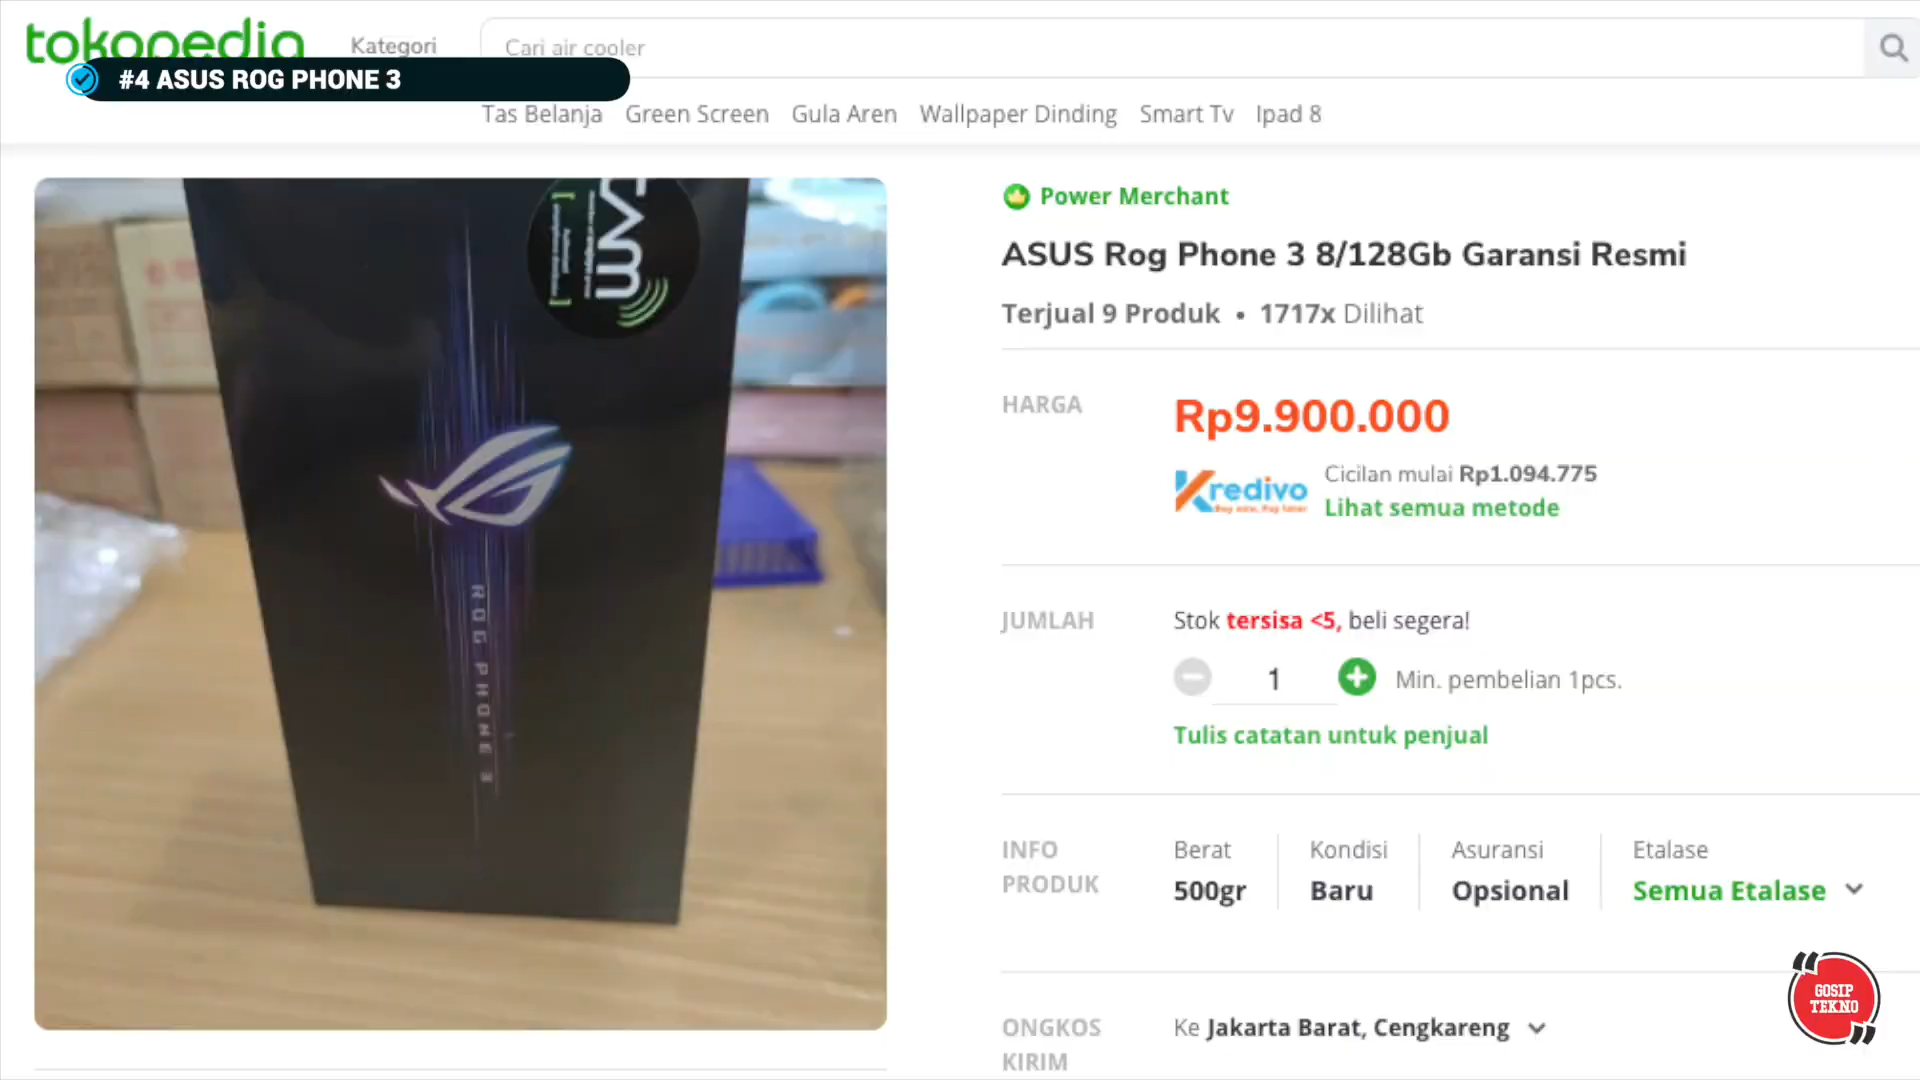 tokopedia
Kategori
Cari air cooler
#4 ASUS ROG PHONE 3
Tas Belanja Green Screen Gula Aren Wallpaper Dinding Smart Tv Ipad 8
ROG PHONE 3
Power Merchant
ASUS Rog Phone 3 8/128Gb Garansi Resmi
Terjual 9 Produk • 1717x Dilihat
HARGA
Rp9.900.000
Kredivo
Buy now, Pay later
Cicilan mulai Rp1.094.775
Lihat semua metode
JUMLAH
Stok tersisa <5, beli segera!
1
Min. pembelian 1pcs.
Tulis catatan untuk penjual
INFO PRODUK
Berat
500gr
Kondisi
Baru
Asuransi
Opsional
Etalase
Semua Etalase
ONGKOS KIRIM
Ke Jakarta Barat, Cengkareng
GOSIP
TEKNO